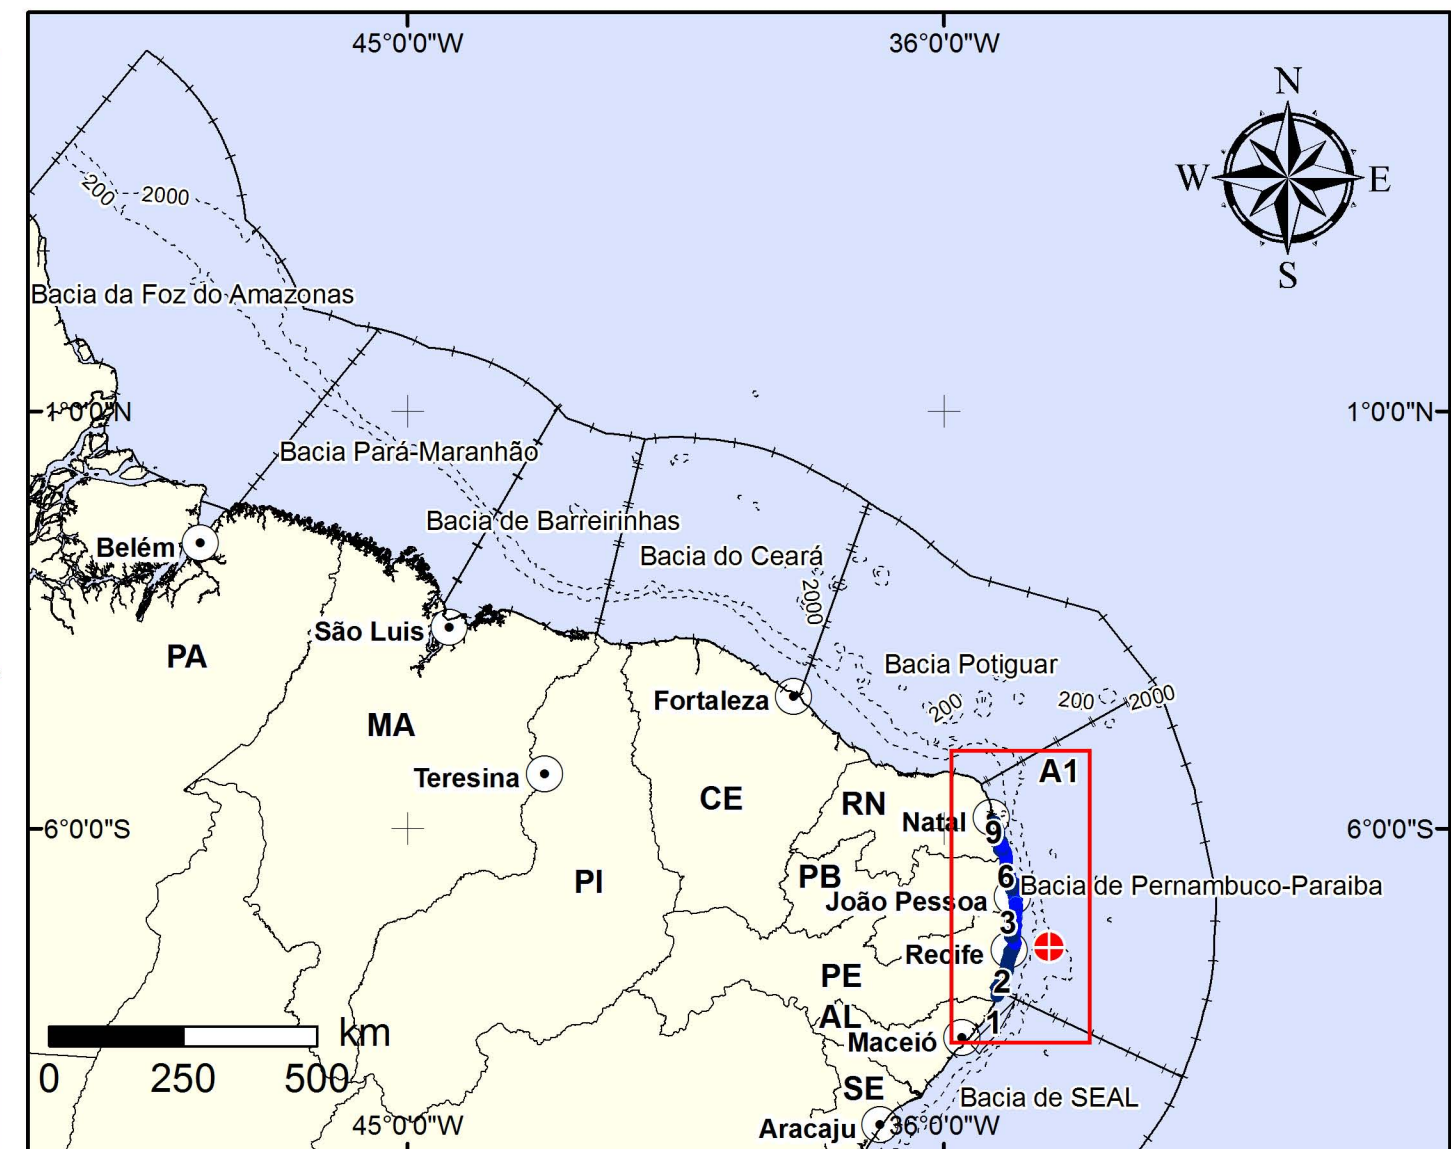 45°0'0"W
36°0'0"W
N
W
E
S
200
2000
Bacia da Foz do Amazonas
1°0'0"N
1°0'0"N
Bacia Pará-Maranhão
Bacia de Barreirinhas
Belém
Bacia do Ceará
2000
São Luis
PA
Bacia Potiguar
Fortaleza
200
200
2000
MA
A1
Teresina
CE
RN
Natal
9
6°0'0"S
6°0'0"S
PI
PB
6
Bacia de Pernambuco-Paraiba
João Pessoa
3
Recife
PE
2
AL
1
km
Maceió
0
250
500
SE
Bacia de SEAL
45°0'0"W
Aracaju
36°0'0"W